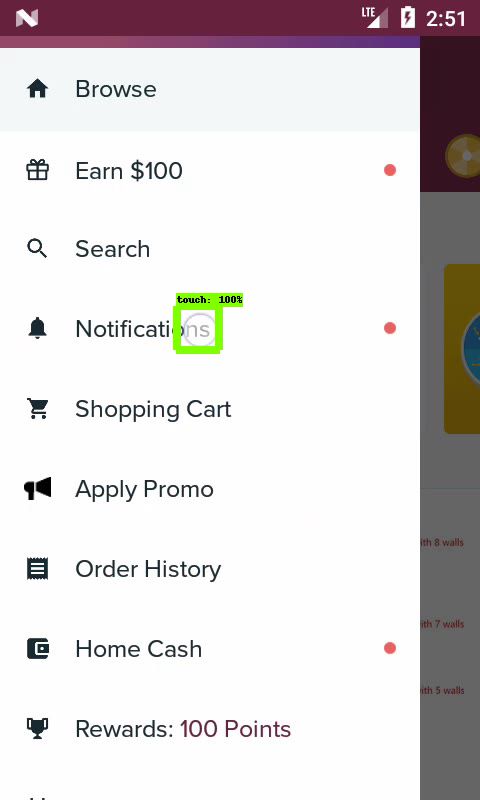 LTE 2:51
Browse
Earn $100
Search
touch: 100%
Notifications
Shopping Cart
ith 8 walls
Apply Promo
Order History
ith 7 walls
Home Cash
ith 5 walls
Rewards: 100 Points